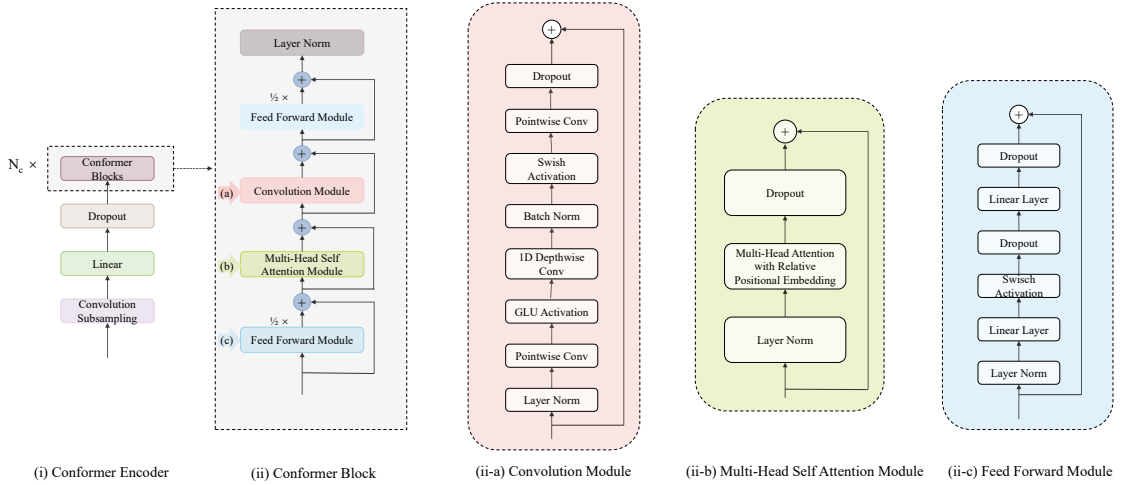 N_c ×
Conformer
Blocks
Dropout
Linear
Convolution
Subsampling
(i) Conformer Encoder
Layer Norm
½ ×
Feed Forward Module
(a)
Convolution Module
(b)
Multi-Head Self
Attention Module
½ ×
(c)
Feed Forward Module
(ii) Conformer Block
Dropout
Pointwise Conv
Swish
Activation
Batch Norm
1D Depthwise
Conv
GLU Activation
Pointwise Conv
Layer Norm
(ii-a) Convolution Module
Dropout
Multi-Head Attention
with Relative
Positional Embedding
Layer Norm
(ii-b) Multi-Head Self Attention Module
Dropout
Linear Layer
Dropout
Swisch
Activation
Linear Layer
Layer Norm
(ii-c) Feed Forward Module